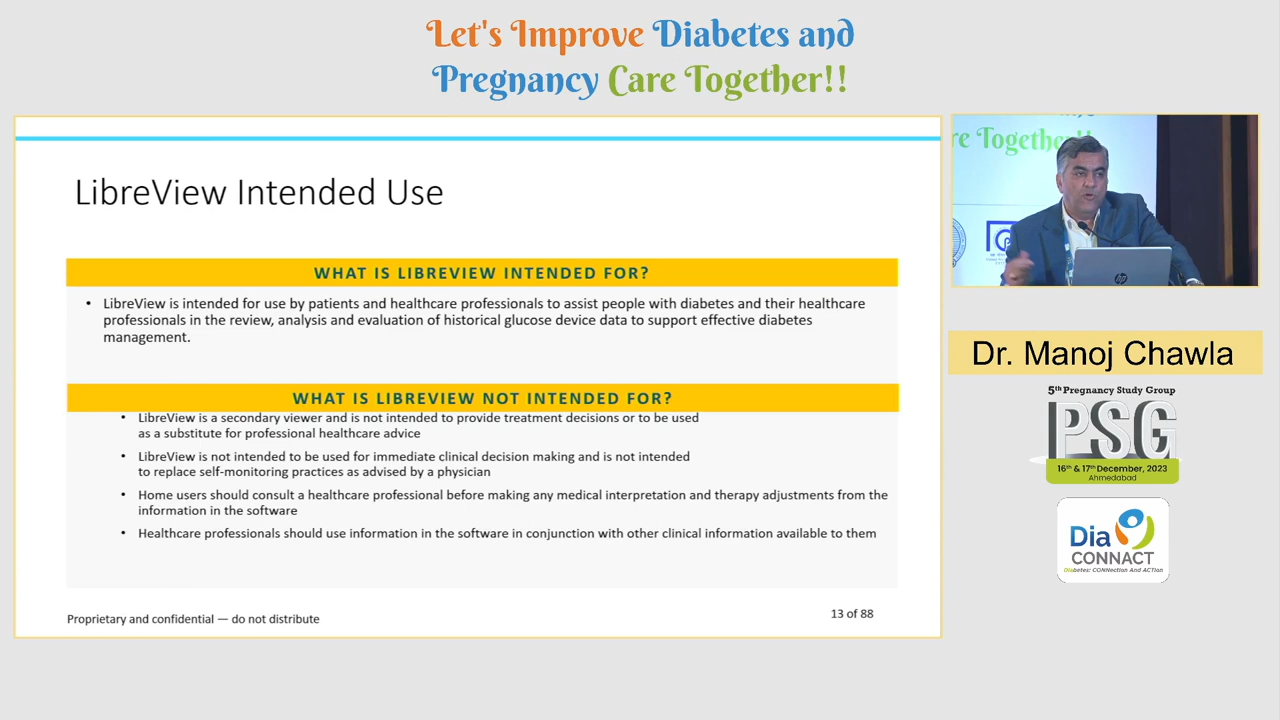 Let's Improve Diabetes and
Pregnancy Care Together!!
LibreView Intended Use
WHAT IS LIBREVIEW INTENDED FOR?
• LibreView is intended for use by patients and healthcare professionals to assist people with diabetes and their healthcare
professionals in the review, analysis and evaluation of historical glucose device data to support effective diabetes
management.
WHAT IS LIBREVIEW NOT INTENDED FOR?
• LibreView is a secondary viewer and is not intended to provide treatment decisions or to be used
as a substitute for professional healthcare advice
• LibreView is not intended to be used for immediate clinical decision making and is not intended
to replace self-monitoring practices as advised by a physician
• Home users should consult a healthcare professional before making any medical interpretation and therapy adjustments from the
information in the software
• Healthcare professionals should use information in the software in conjunction with other clinical information available to them
Proprietary and confidential — do not distribute
13 of 88
re Together!!
hp
Dr. Manoj Chawla
5th Pregnancy Study Group
PSG
16th & 17th December, 2023
Ahmedabad
Dia
CONNACT
Diabetes: CONNection And ACTion